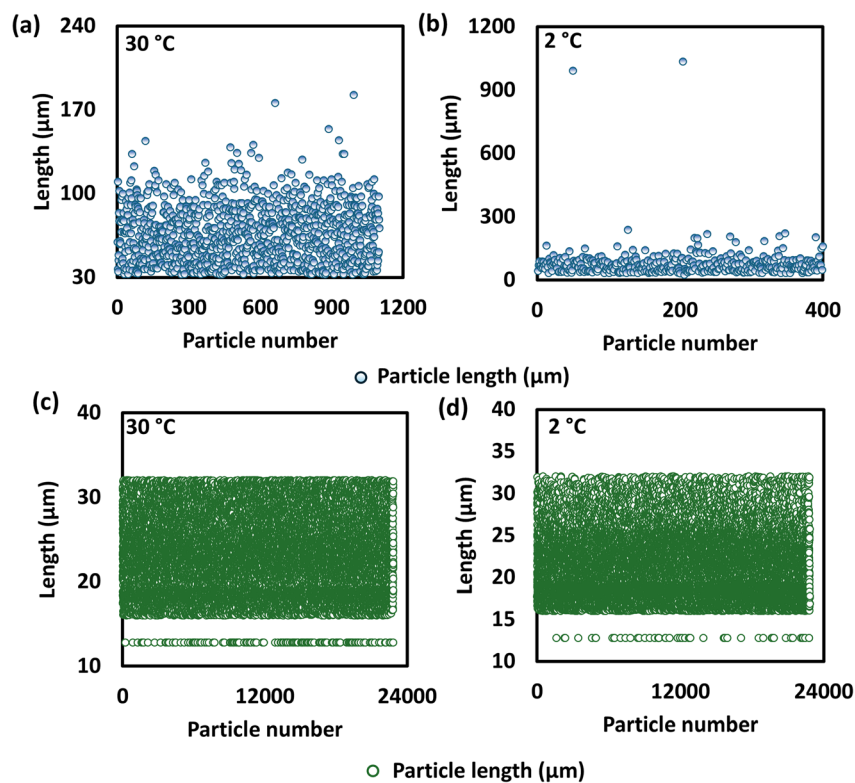 (a)
30 °C
240
170
100
30
Length (µm)
0
300
600
900
1200
Particle number
(b)
2 °C
1200
900
600
300
0
Length (µm)
0
200
400
Particle number
Particle length (µm)
(c)
30 °C
40
30
20
10
Length (µm)
0
12000
24000
Particle number
(d)
2 °C
40
35
30
25
20
15
10
Length (µm)
0
12000
24000
Particle number
Particle length (µm)